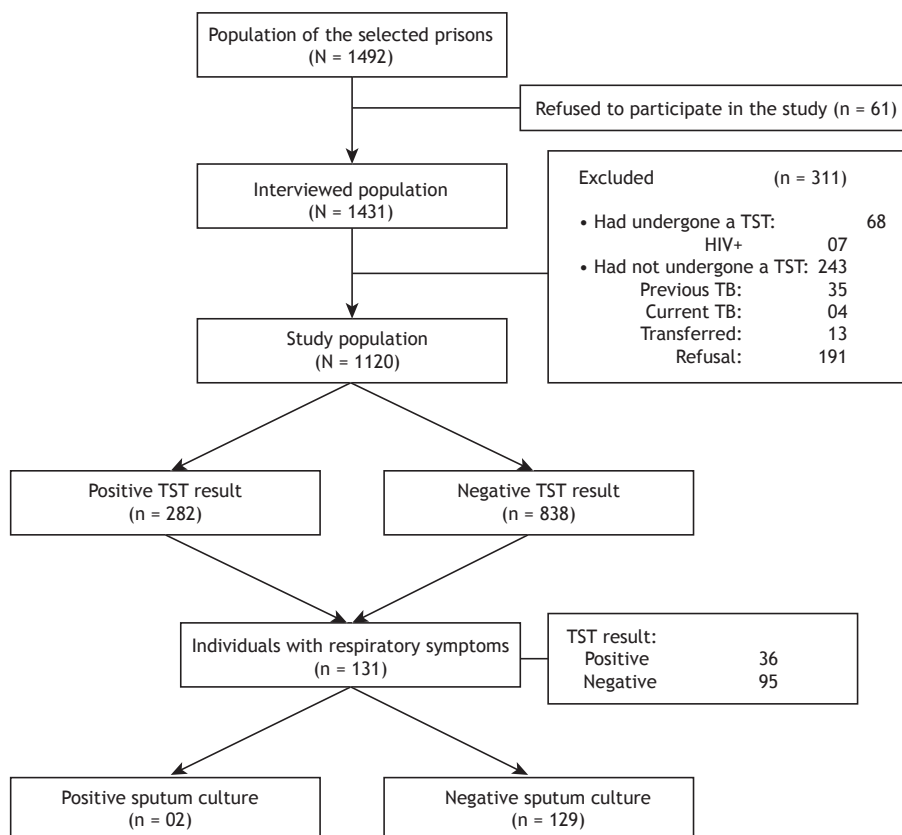 Population of the selected prisons
(N = 1492)
Refused to participate in the study (n = 61)
Interviewed population
(N = 1431)
Excluded (n = 311)
• Had undergone a TST: 68
HIV+ 07
• Had not undergone a TST: 243
Previous TB: 35
Current TB: 04
Transferred: 13
Refusal: 191
Study population
(N = 1120)
Positive TST result
(n = 282)
Negative TST result
(n = 838)
Individuals with respiratory symptoms
(n = 131)
TST result:
Positive 36
Negative 95
Positive sputum culture
(n = 02)
Negative sputum culture
(n = 129)